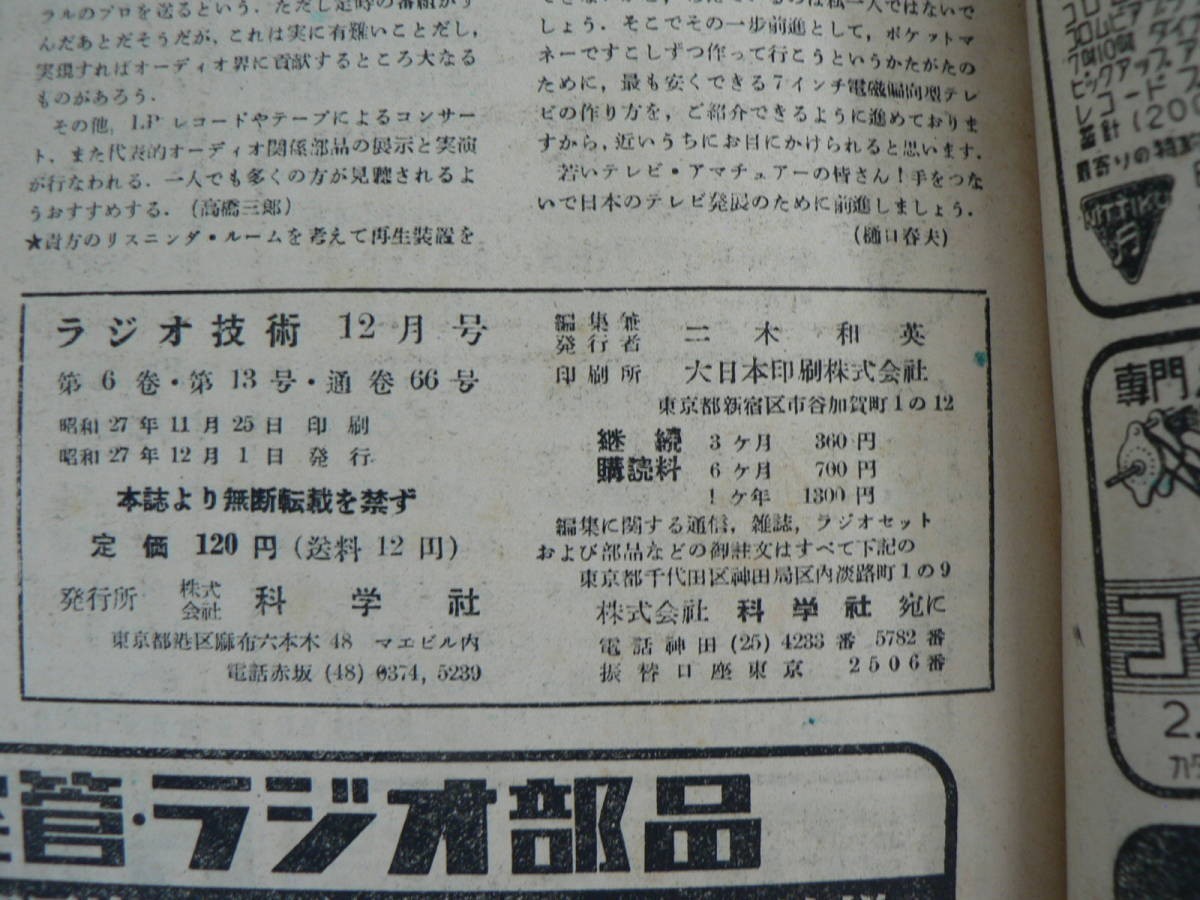 ラルのプロを送るという．ただし定時の番組がす
んだあとだそうだが，これは実に有難いことだし，
実現すればオーディオ界に貢献するところ大なる
ものがあろう．
その他，LPレコードやテープによるコンサー
ト，また代表的オーディオ関係部品の展示と実演
が行なわれる．一人でも多くの方が見聴されるよ
うおすすめする．(高橋三郎)
★貴方のリスニンダ・ルームを考えて再生装置を
しょう．そこでその一歩前進として，ポケットマ
ネーですこしずつ作って行こうというかたがたの
ために，最も安くできる7インチ電磁偏向型テレ
ビの作り方を，ご紹介できるように進めておりま
すから，近いうちにお目にかけられると思います．
若いテレビ・アマチュアーの皆さん！手をつな
いで日本のテレビ発展のために前進しましょう．
(樋口春夫)
ラジオ技術 12月号
第6巻・第13号・通巻66号
昭和27年11月25日 印刷
昭和27年12月1日 発行
本誌より無断転載を禁ず
定価 120円(送料12円)
発行所 株式会社 科学社
東京都港区麻布六本木48 マエビル内
電話赤坂(48)0374, 5239
編集兼発行者 二木和英
印刷所 大日本印刷株式会社
東京都新宿区市谷加賀町1の12
継続 3ヶ月 360円
購読料 6ヶ月 700円
1ヶ年 1300円
編集に関する通信，雑誌，ラジオセット
および部品などの御註文はすべて下記の
東京都千代田区神田局区内淡路町1の9
株式会社 科学社 宛に
電話神田(25)4233番 5782番
振替口座東京 2506番
管・ラジオ部品
ピックアップ
レコード
専門